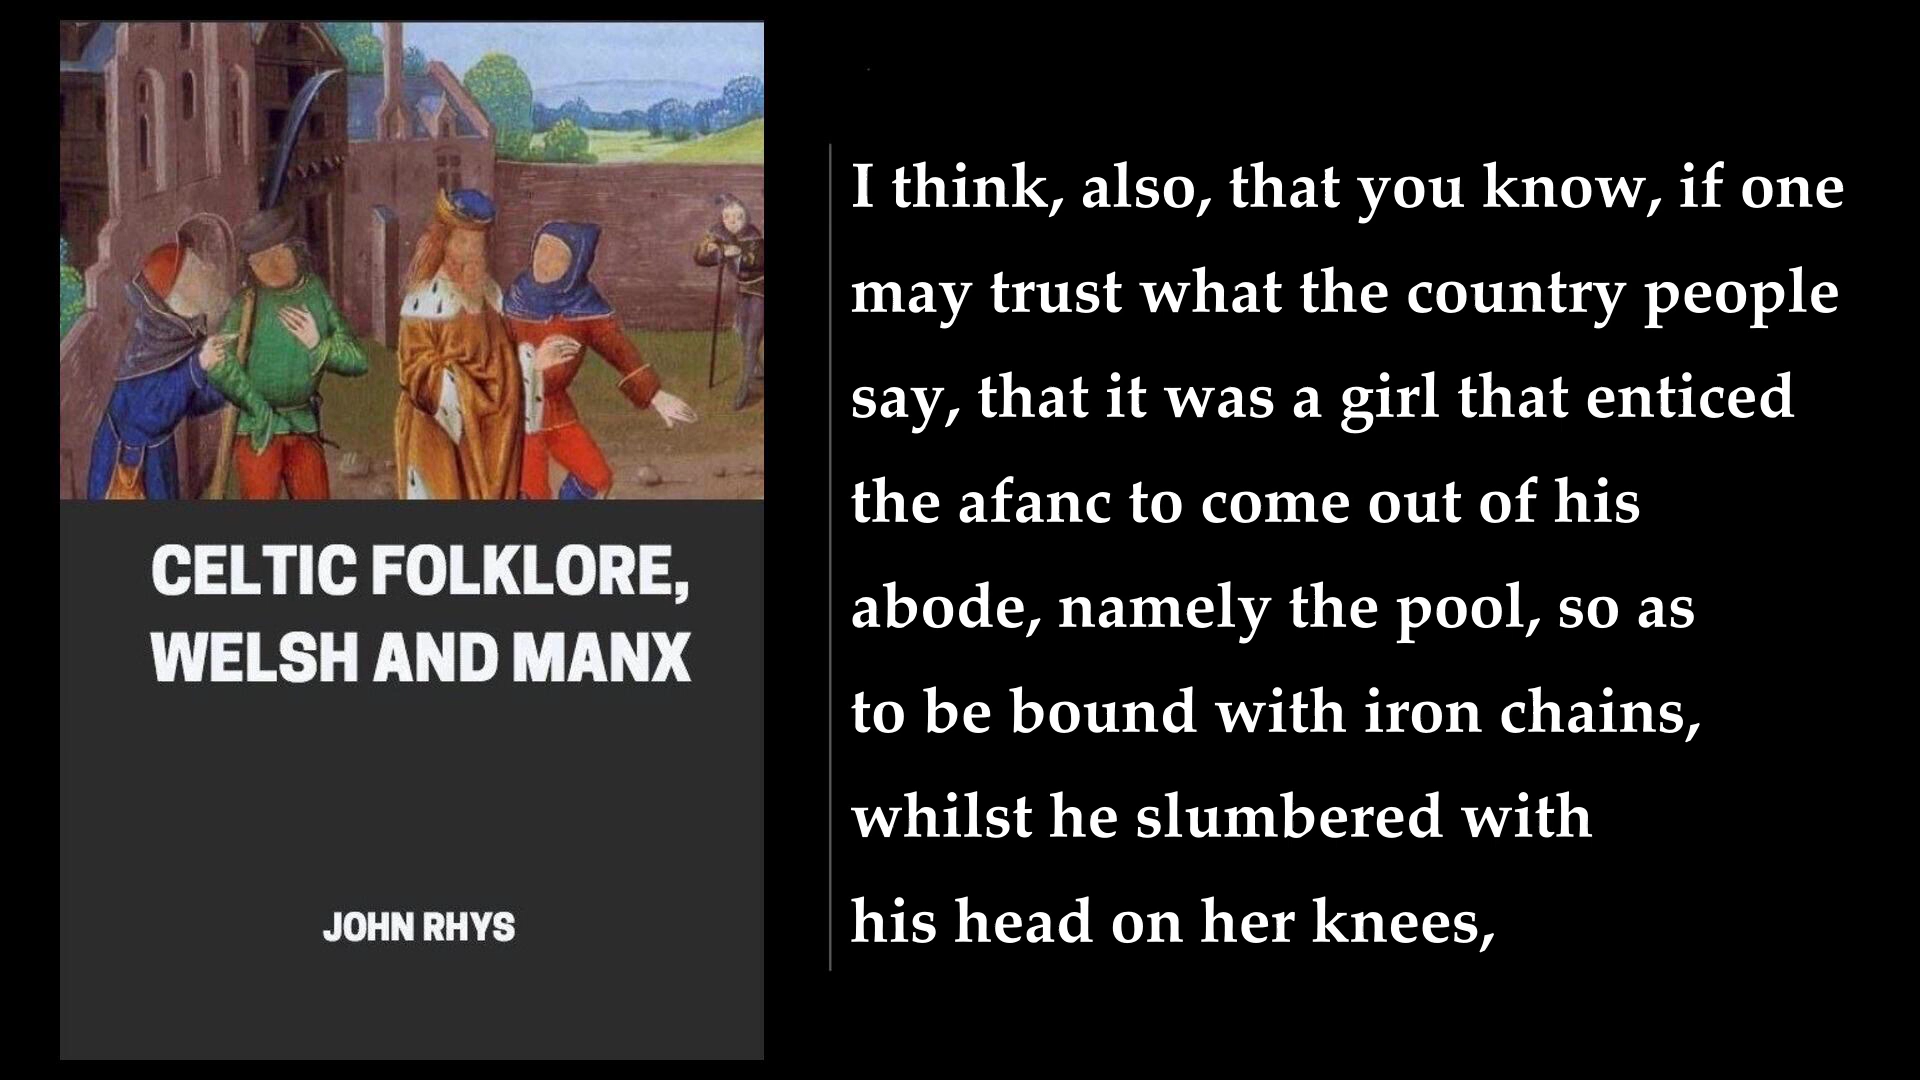 CELTIC FOLKLORE,
WELSH AND MANX
JOHN RHYS
I think, also, that you know, if one
may trust what the country people
say, that it was a girl that enticed
the afanc to come out of his
abode, namely the pool, so as
to be bound with iron chains,
whilst he slumbered with
his head on her knees,